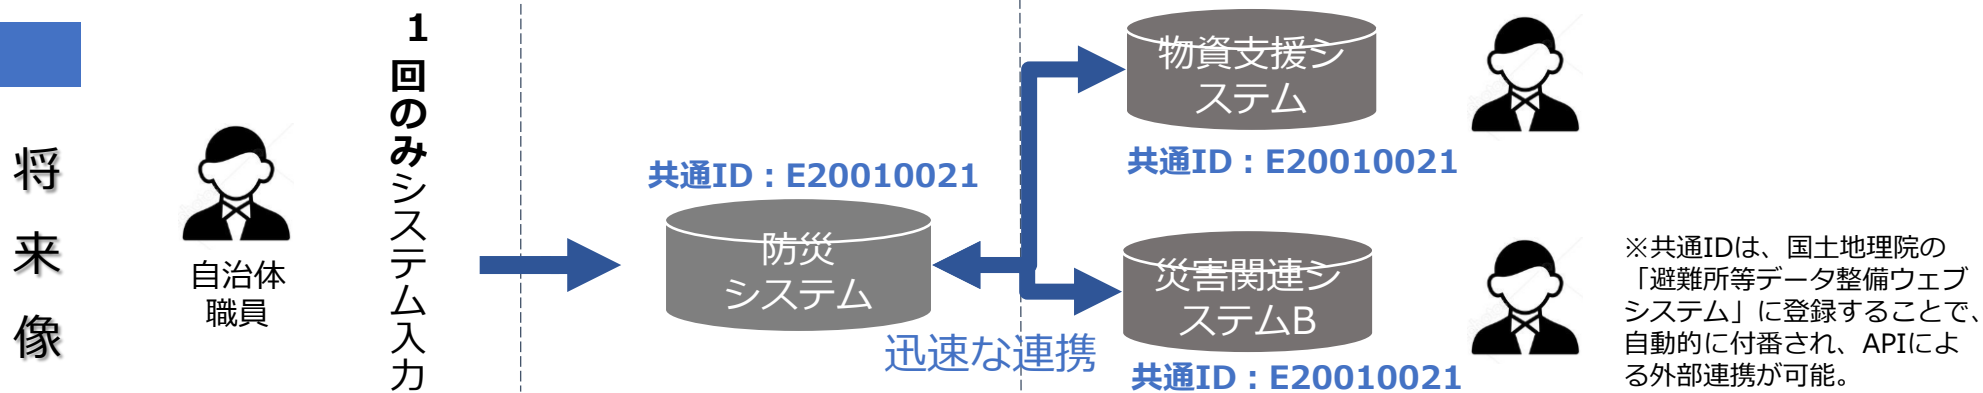 将来像
自治体
職員
1回のみシステム入力
共通ID：E20010021
防災
システム
迅速な連携
物資支援シ
ステム
共通ID：E20010021
災害関連シ
ステムB
共通ID：E20010021
※共通IDは、国土地理院の
「避難所等データ整備ウェブ
システム」に登録することで、
自動的に付番され、APIによ
る外部連携が可能。